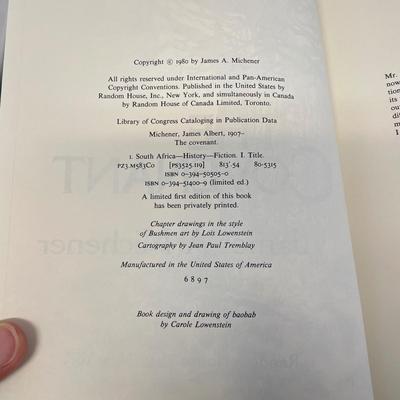 Copyright © 1980 by James A. Michener
All rights reserved under International and Pan-American
Copyright Conventions. Published in the United States by
Random House, Inc., New York, and simultaneously in Canada
by Random House of Canada Limited, Toronto.
Library of Congress Cataloging in Publication Data
Michener, James Albert, 1907–
The covenant.
1. South Africa—History—Fiction. I. Title.
PZ3.M583Co [PS3525.I19] 813'.54 80-5315
ISBN 0-394-50505-0
ISBN 0-394-51400-9 (limited ed.)
A limited first edition of this book
has been privately printed.
Chapter drawings in the style
of Bushmen art by Lois Lowenstein
Cartography by Jean Paul Tremblay
Manufactured in the United States of America
6 8 9 7
Book design and drawing of baobab
by Carole Lowenstein
Mr.
now
tion
its
out
m
I